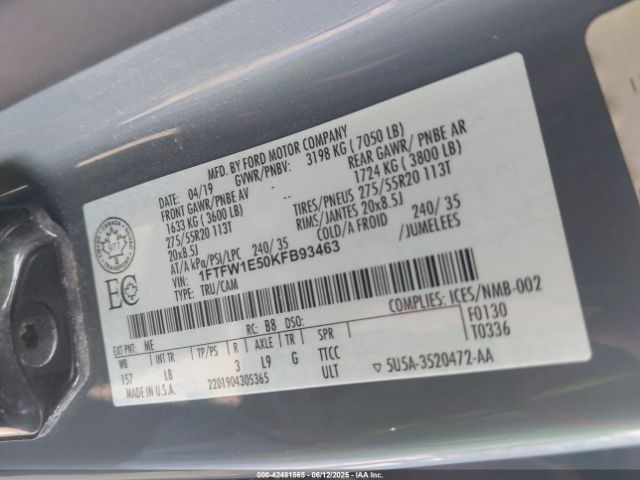 MFD. BY FORD MOTOR COMPANY
DATE: 04/19 GVWR/PNBV: 3198 KG ( 7050 LB)
FRONT GAWR/PNBE AV REAR GAWR/ PNBE AR
1633 KG ( 3600 LB) 1724 KG ( 3800 LB)
275/55R20 113T TIRES/PNEUS 275/55R20 113T
20x8.5J RIMS/JANTES 20x8.5J
AT/A kPa/PSI/LPC 240/ 35 COLD/A FROID 240/ 35
VIN: 1FTFW1E50KFB93463 /JUMELEES
TYPE: TRU/CAM
EC
COMPLIES: ICES/NMB-002
F0130
T0336
EXT PNT: ME RC: B8 DSO:
WB INT TR TP/PS R AXLE TR SPR
157 LB 3 L9 G TTCC
ULT
MADE IN U.S.A. 2201904305365
5U5A-3520472-AA
000-42481565 - 06/12/2025 - IAAI.COM